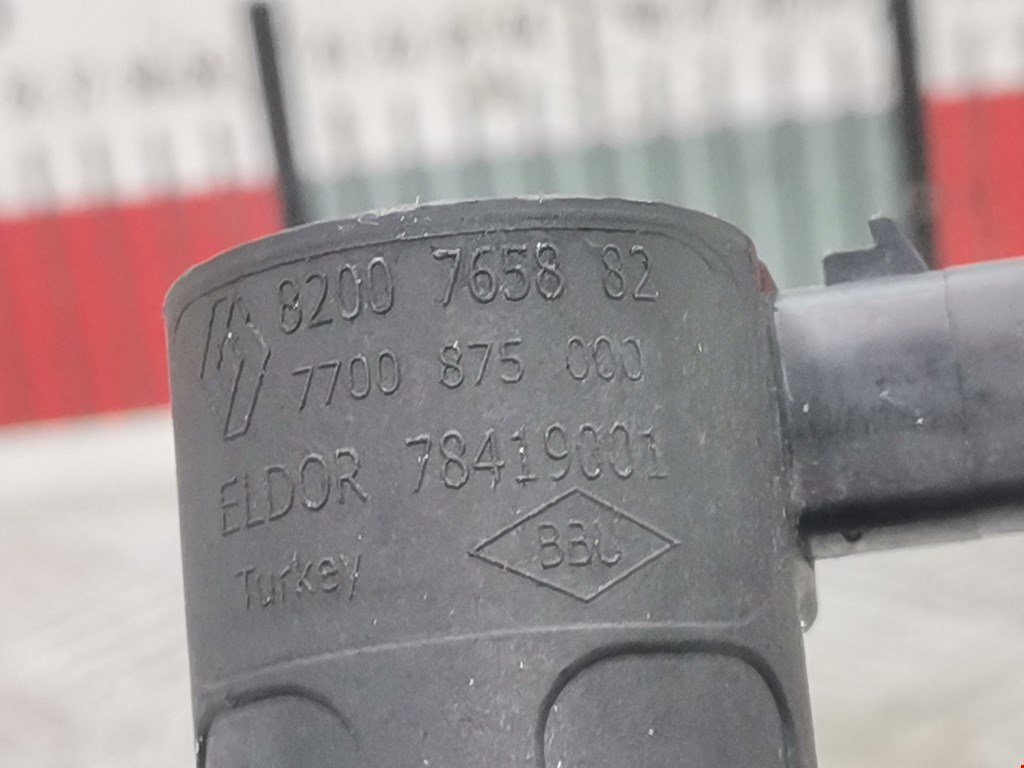 8200 7658 82
7700 875 000
ELDOR 78419001
Turkey
BBU